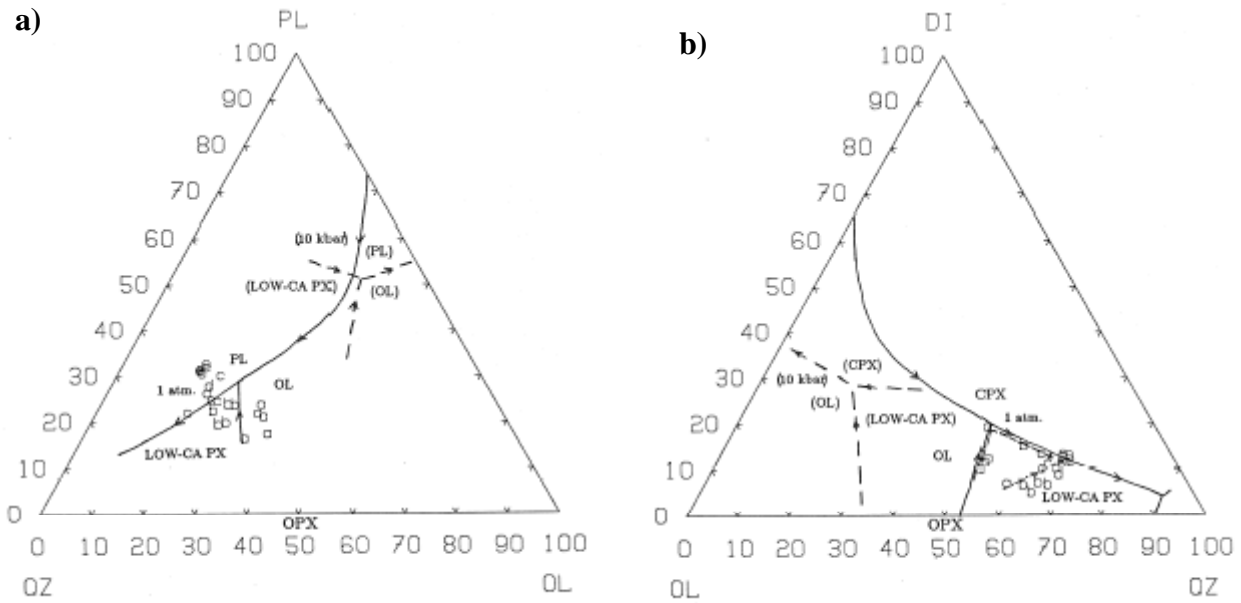 a)
PL
100
90
80
70
60
50
40
30
20
10
0
(10 kbar)
(PL)
(LOW-CA PX)
(OL)
PL
1 atm.
OL
LOW-CA PX
OPX
0 10 20 30 40 50 60 70 80 90 100
QZ
OL
b)
DI
100
90
80
70
60
50
40
30
20
10
0
(CPX)
(10 kbar)
(OL)
(LOW-CA PX)
CPX
1 atm.
OL
LOW-CA PX
OPX
0 10 20 30 40 50 60 70 80 90 100
OL
QZ